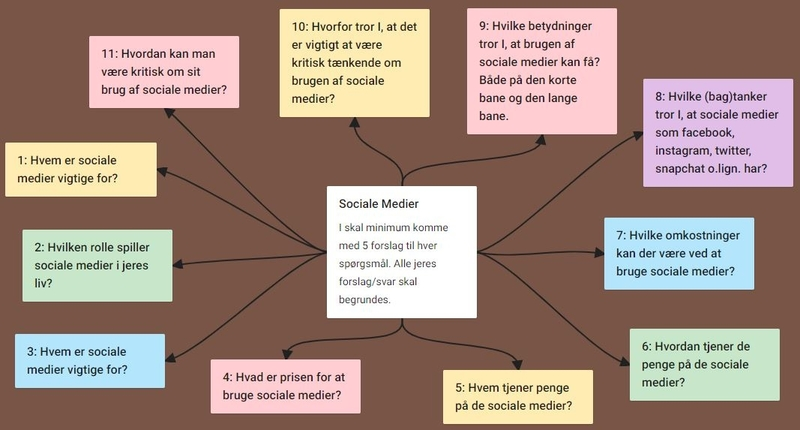 10: Hvorfor tror I, at det
er vigtigt at være
kritisk tænkende om
brugen af sociale
medier?
9: Hvilke betydninger
tror I, at brugen af
sociale medier kan få?
Både på den korte
bane og den lange
bane.
11: Hvordan kan man
være kritisk om sit
brug af sociale medier?
8: Hvilke (bag)tanker
tror I, at sociale medier
som facebook,
instagram, twitter,
snapchat o.lign. har?
1: Hvem er sociale
medier vigtige for?
Sociale Medier
I skal minimum komme
med 5 forslag til hver
spørgsmål. Alle jeres
forslag/svar skal
begrundes.
2: Hvilken rolle spiller
sociale medier i jeres
liv?
7: Hvilke omkostninger
kan der være ved at
bruge sociale medier?
3: Hvem er sociale
medier vigtige for?
6: Hvordan tjener de
penge på de sociale
medier?
4: Hvad er prisen for at
bruge sociale medier?
5: Hvem tjener penge
på de sociale medier?